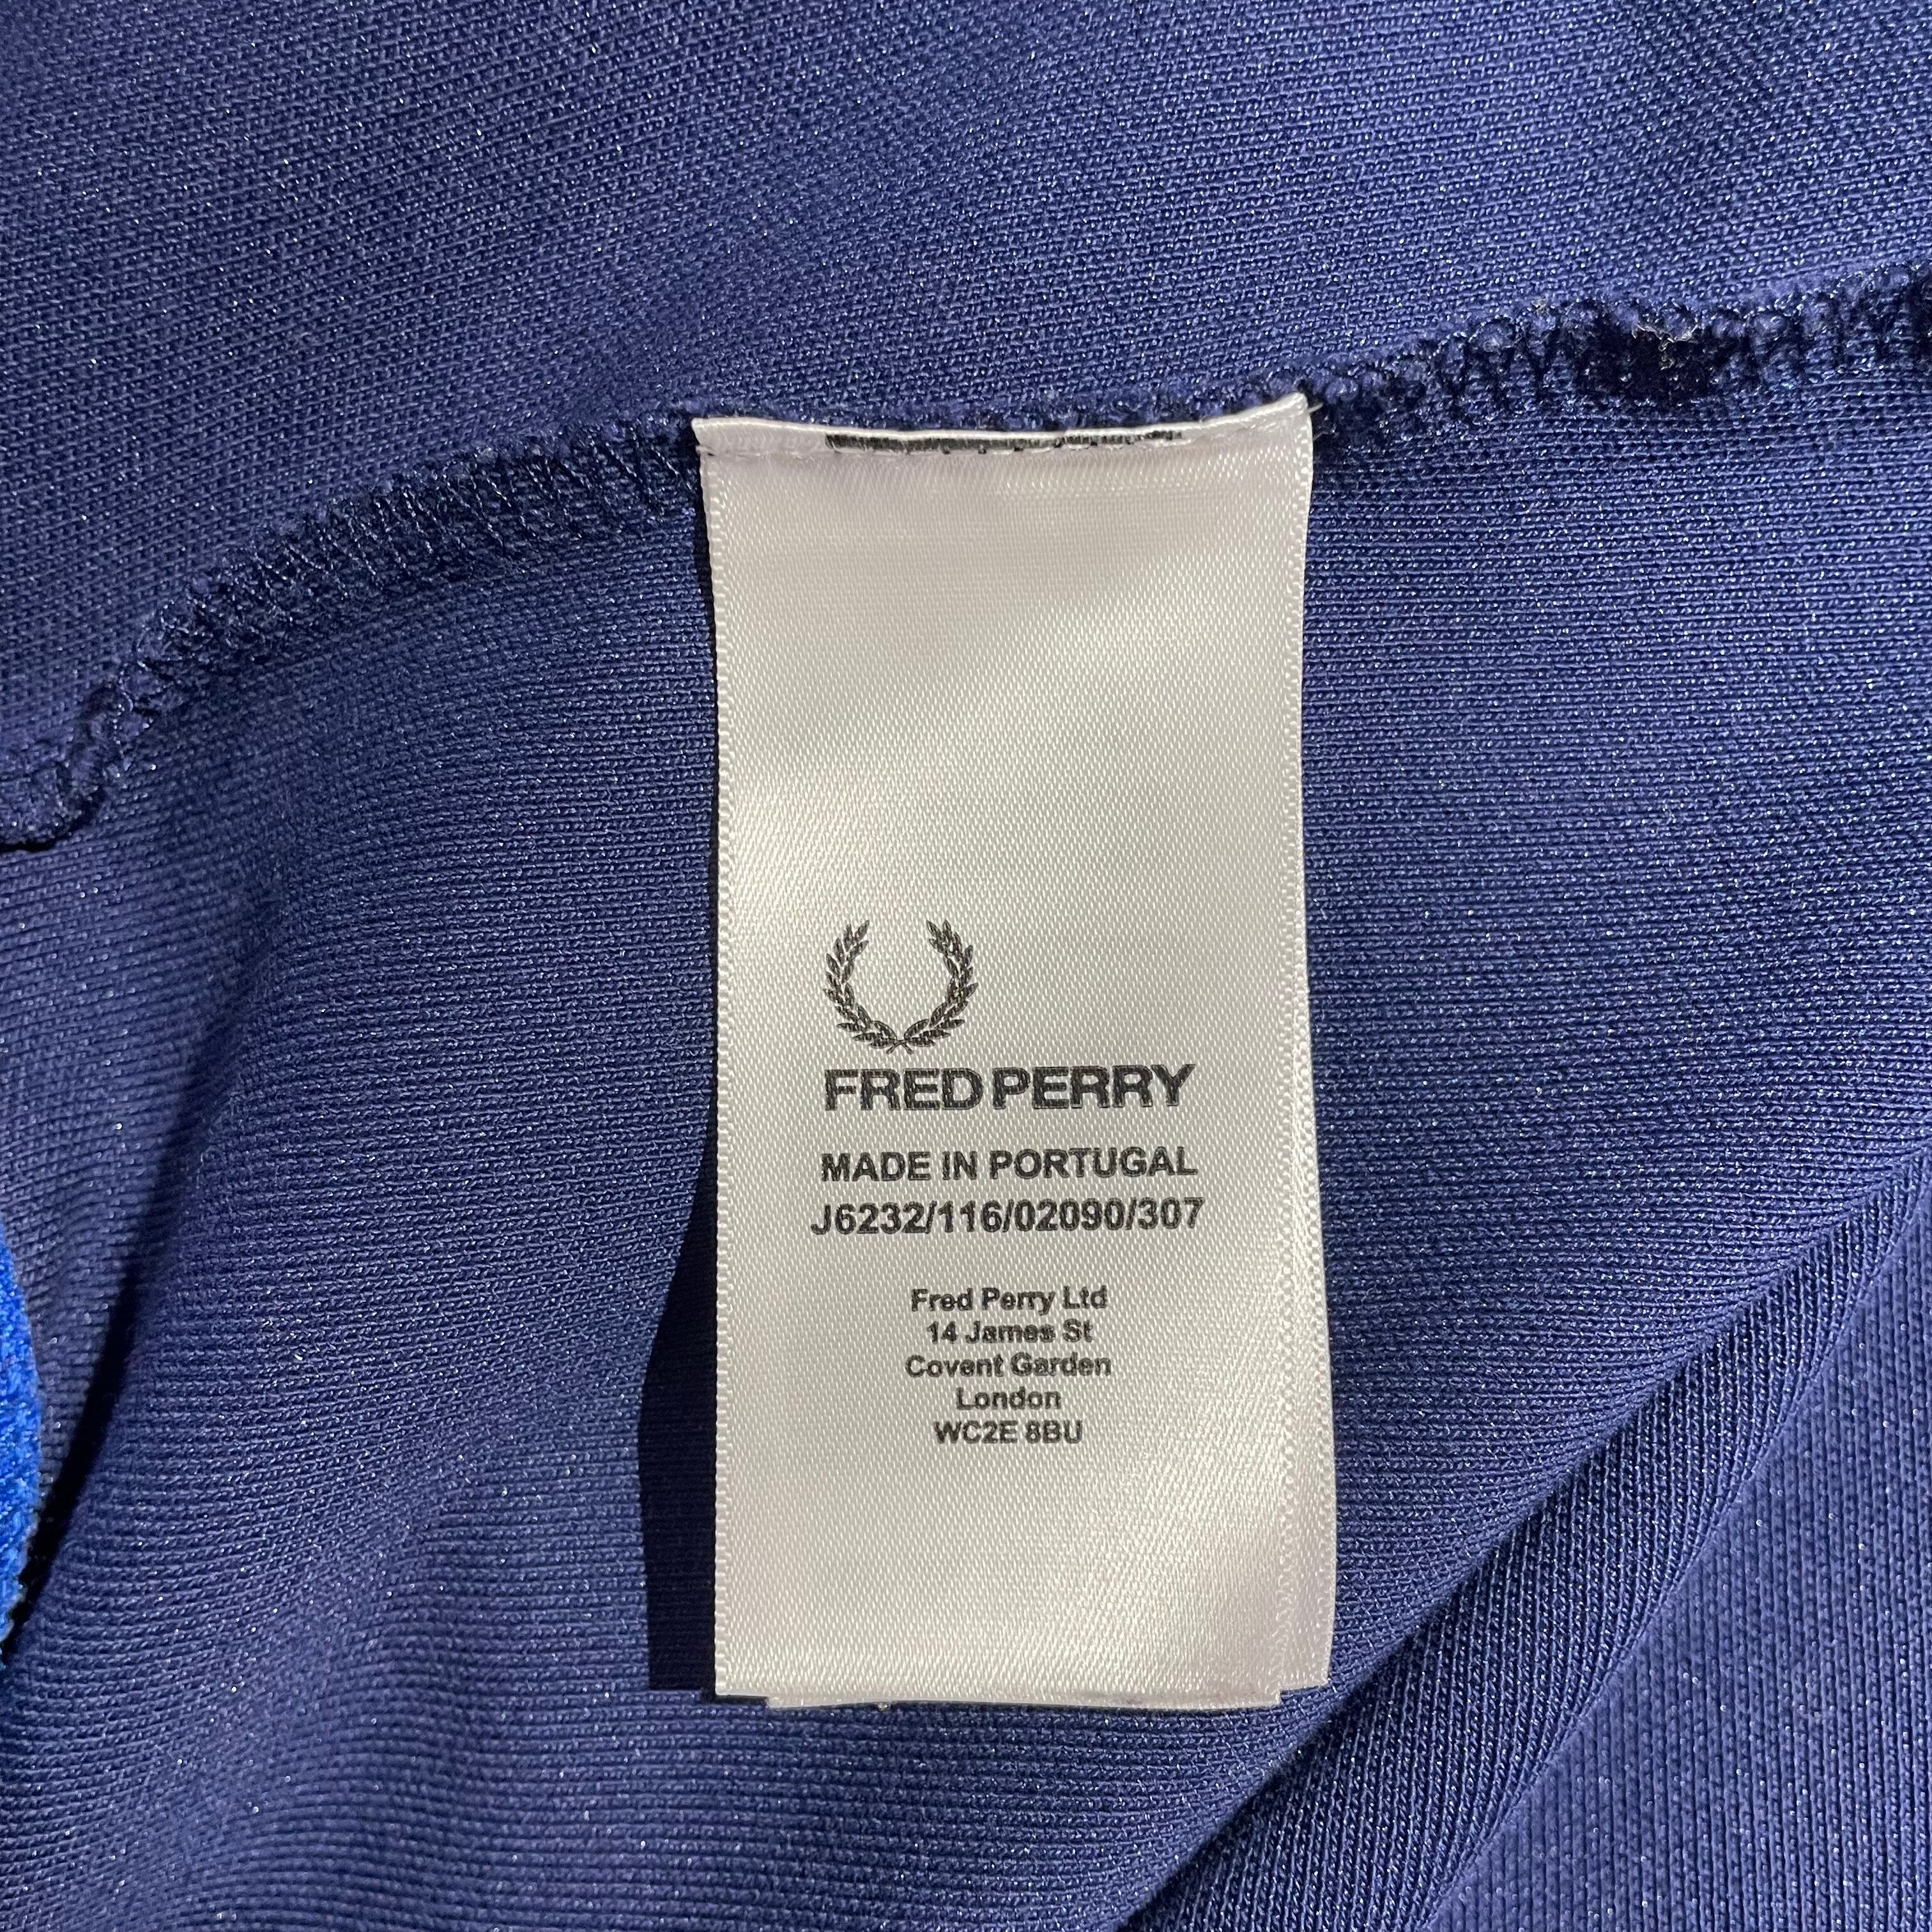 FRED PERRY
MADE IN PORTUGAL
J6232/116/02090/307
Fred Perry Ltd
14 James St
Covent Garden
London
WC2E 8BU